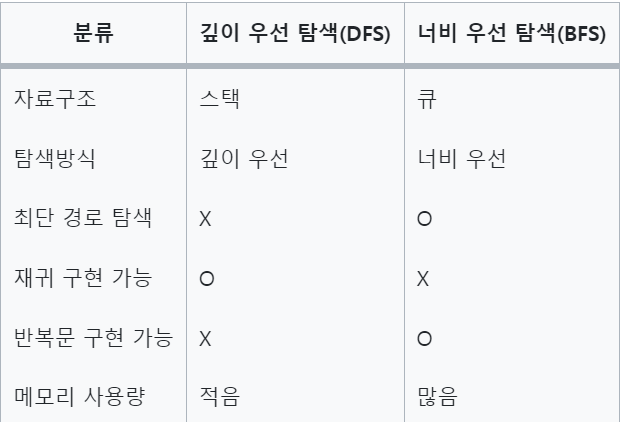 분류 깊이 우선 탐색(DFS) 너비 우선 탐색(BFS)
자료구조 스택 큐
탐색방식 깊이 우선 너비 우선
최단 경로 탐색 X O
재귀 구현 가능 O X
반복문 구현 가능 X O
메모리 사용량 적음 많음